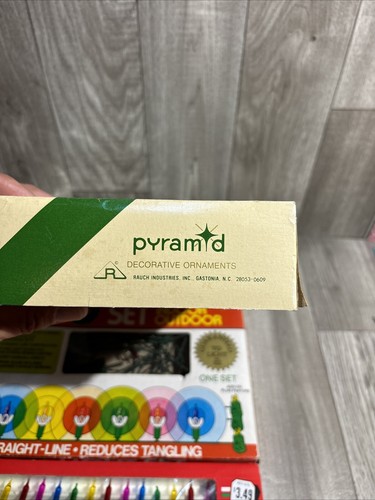 pyramid
DECORATIVE ORNAMENTS
R
RAUCH INDUSTRIES, INC., GASTONIA, N.C. 28053-0609
SET
OUTDOOR
ONE SET
RAIGHT-LINE • REDUCES TANGLING
$3.49